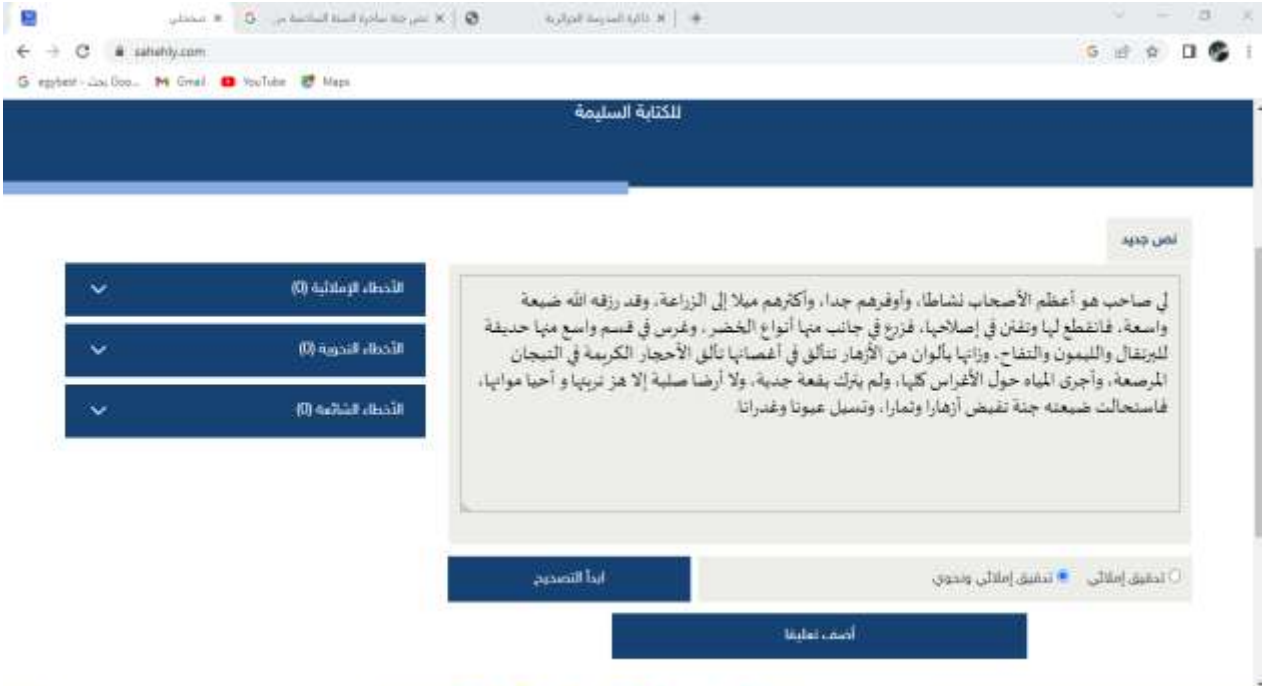 صححلي
sahehly.com
G
Gmail
YouTube
Maps
للكتابة السليمة
نص جديد
لي صاحب هو أعظم الأصحاب نشاطا، وأوفرهم جدا، وأكثرهم ميلا إلى الزراعة، وقد رزقه الله ضيعة
واسعة، فانقطع لها وتفنن في إصلاحها، فزرع في جانب منها أنواع الخضر ، وغرس في قسم واسع منها حديقة
للبرتقال والليمون والتفاح، وزانها بألوان من الأزهار تتألق في أغصانها تألق الأحجار الكريمة في التيجان
المرصعة، وأجرى المياه حول الأغراس كلها، ولم يترك بقعة جدبة، ولا أرضا صلبة إلا هز تربتها و أحيا مواتها،
فاستحالت ضيعته جنة تفيض أزهارا وثمارا، وتسيل عيونا وغدرانا
الأخطاء الإملائية (0)
الأخطاء النحوية (0)
الأخطاء الشائعة (0)
تدقيق إملائي
تدقيق إملائي ونحوي
ابدأ التصحيح
أضف تعليقا